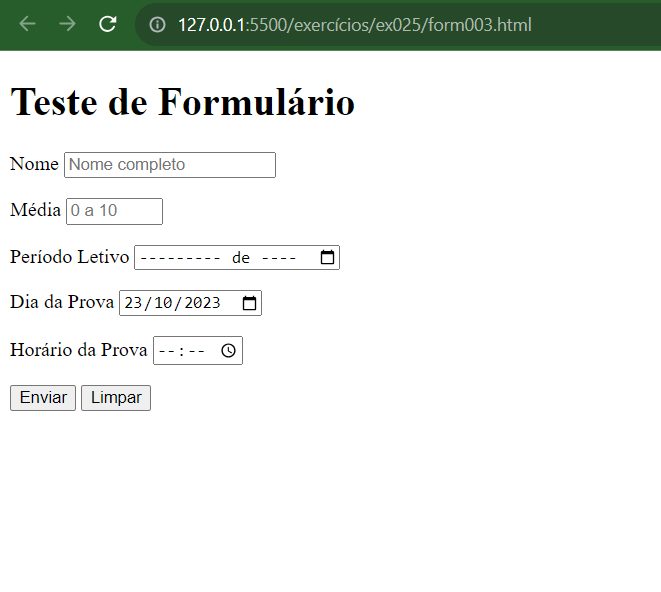 127.0.0.1:5500/exercícios/ex025/form003.html
Teste de Formulário
Nome Nome completo
Média 0 a 10
Período Letivo --------- de ----
Dia da Prova 23/10/2023
Horário da Prova --:--
Enviar Limpar